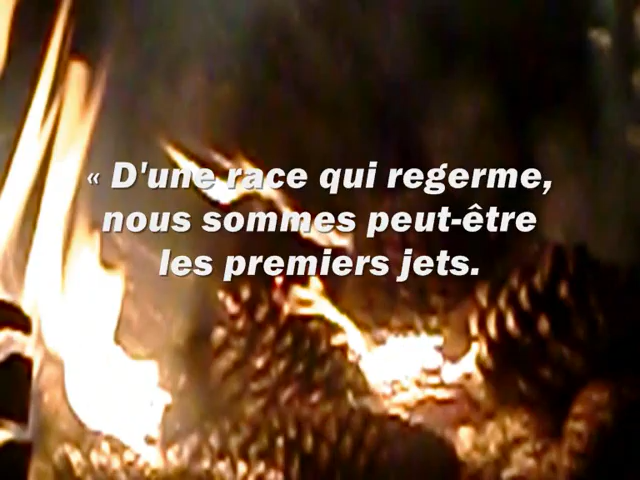 « D'une race qui regerme,
nous sommes peut-être
les premiers jets.